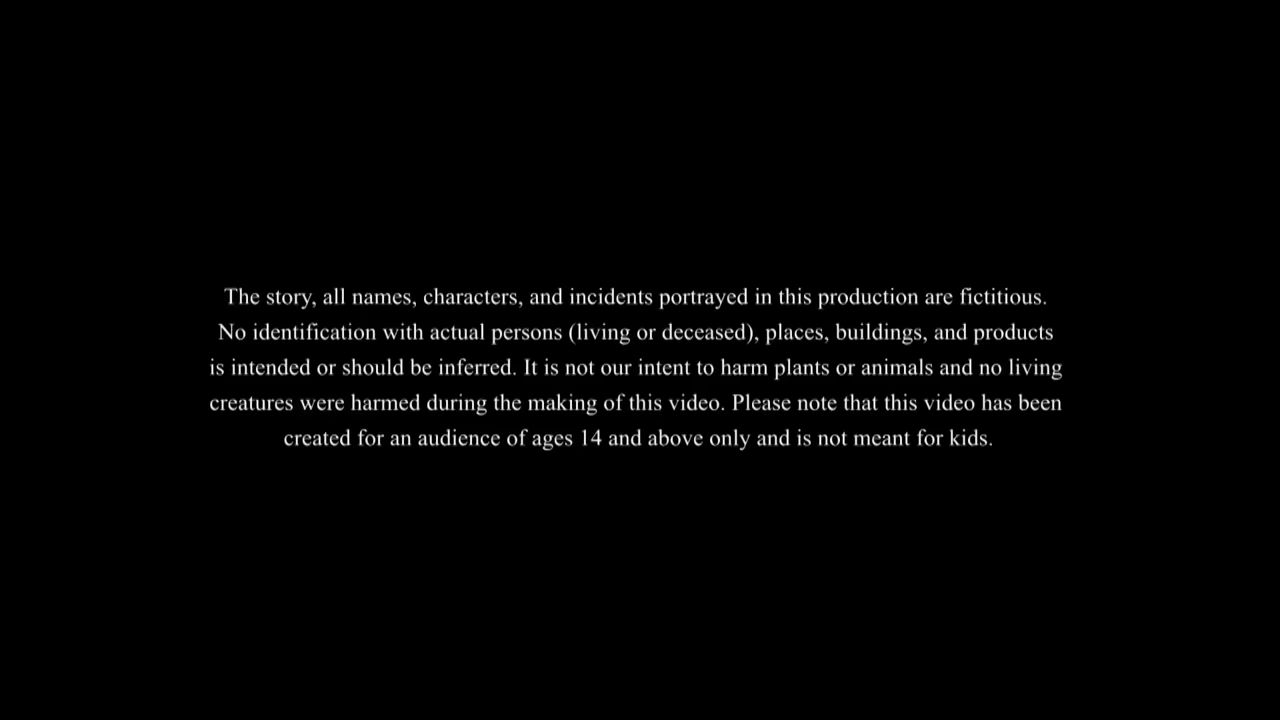 The story, all names, characters, and incidents portrayed in this production are fictitious.
No identification with actual persons (living or deceased), places, buildings, and products
is intended or should be inferred. It is not our intent to harm plants or animals and no living
creatures were harmed during the making of this video. Please note that this video has been
created for an audience of ages 14 and above only and is not meant for kids.